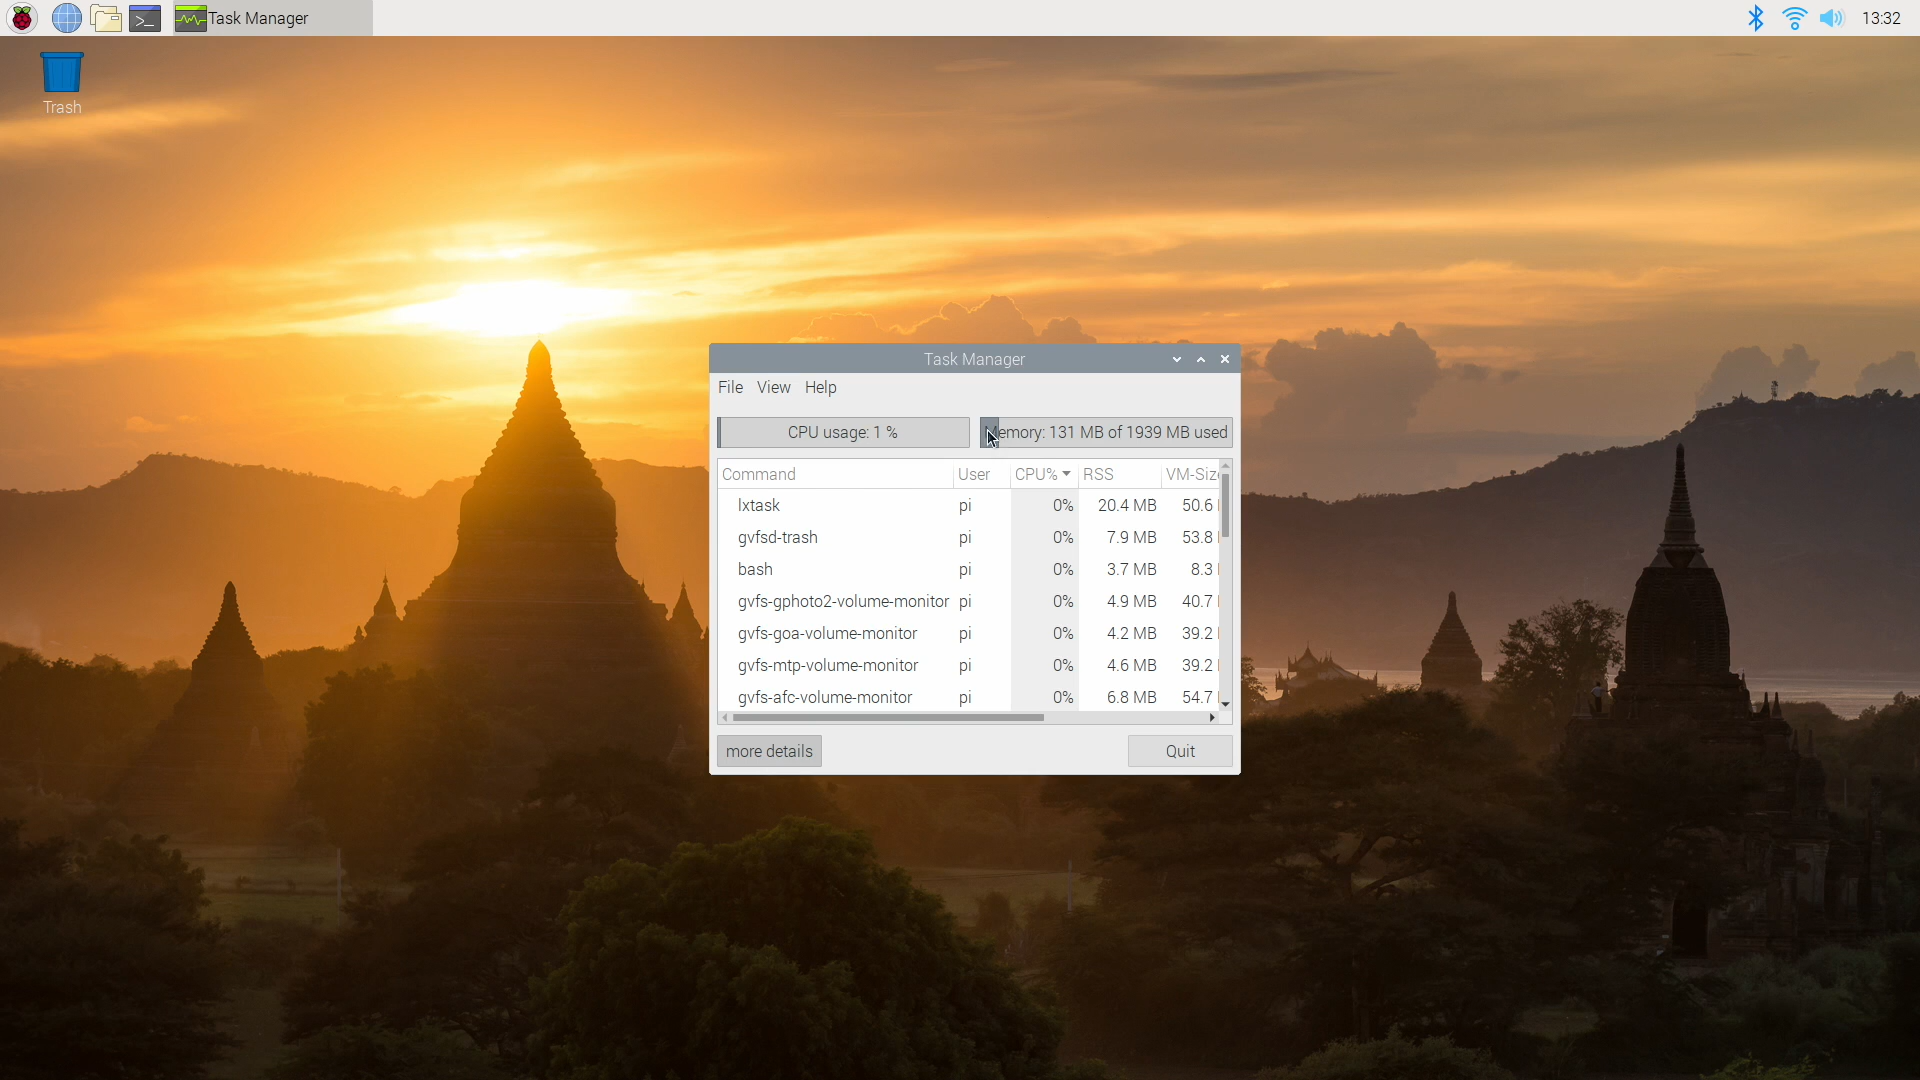 Task Manager
13:32
Trash
Task Manager
File View Help
CPU usage: 1 %
Memory: 131 MB of 1939 MB used
Command User CPU% RSS VM-Size
lxtask pi 0% 20.4 MB 50.6
gvfsd-trash pi 0% 7.9 MB 53.8
bash pi 0% 3.7 MB 8.3
gvfs-gphoto2-volume-monitor pi 0% 4.9 MB 40.7
gvfs-goa-volume-monitor pi 0% 4.2 MB 39.2
gvfs-mtp-volume-monitor pi 0% 4.6 MB 39.2
gvfs-afc-volume-monitor pi 0% 6.8 MB 54.7
more details
Quit